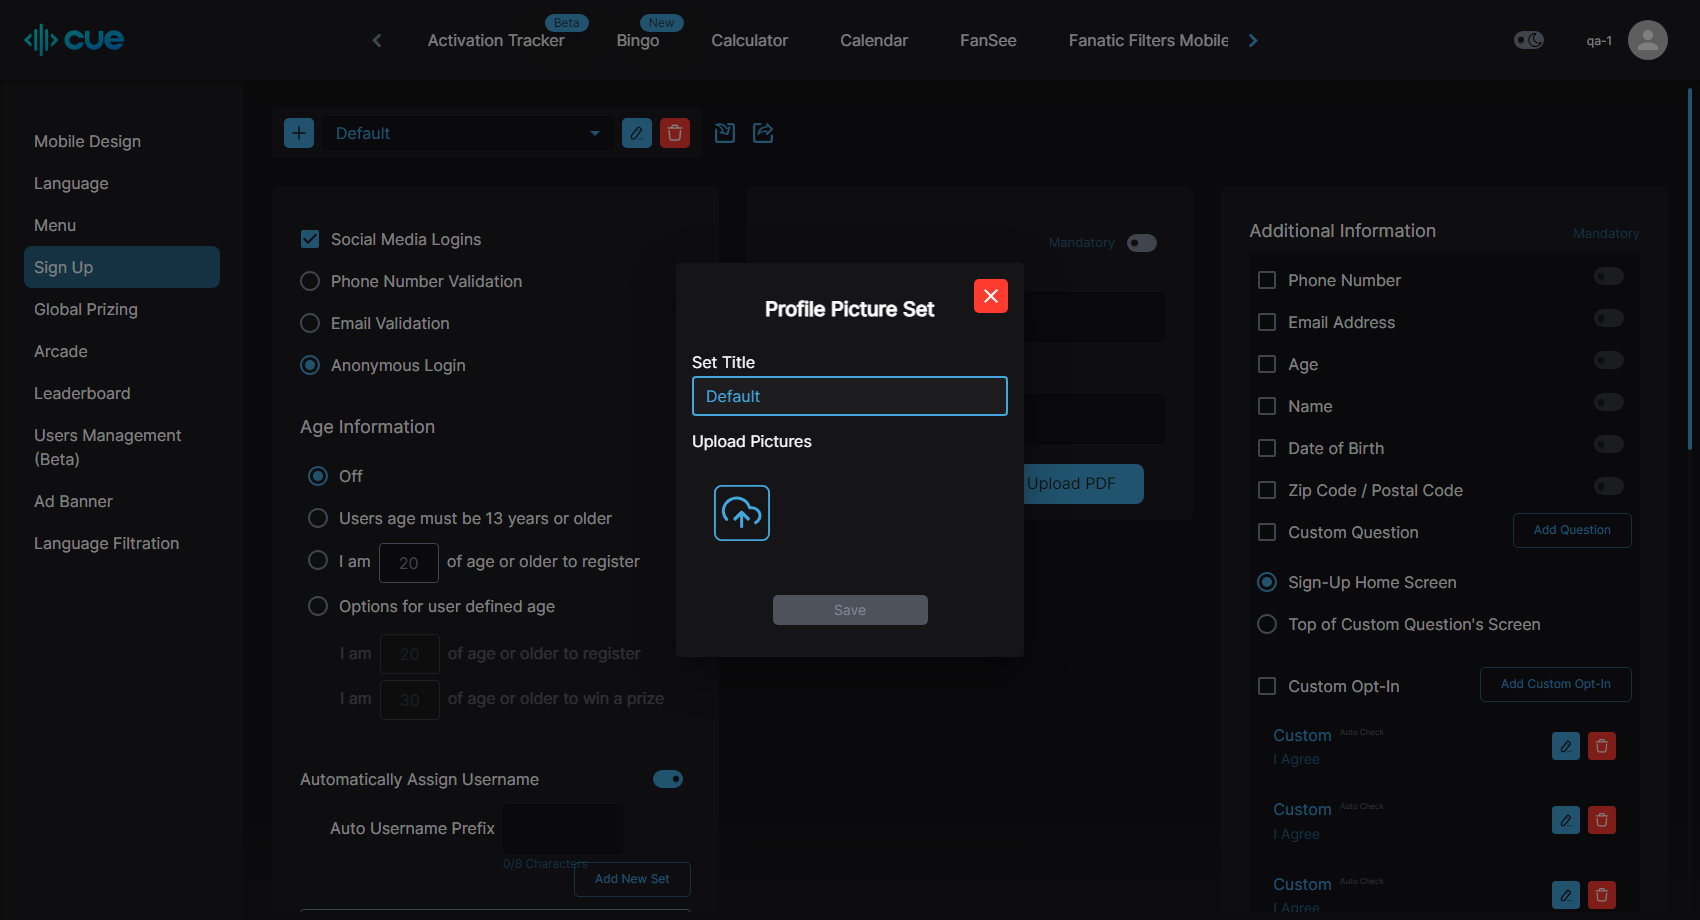 cue
Beta
New
Activation Tracker
Bingo
Calculator
Calendar
FanSee
Fanatic Filters Mobile
qa-1
Mobile Design
Language
Menu
Sign Up
Global Prizing
Arcade
Leaderboard
Users Management
(Beta)
Ad Banner
Language Filtration
Default
Social Media Logins
Phone Number Validation
Email Validation
Anonymous Login
Age Information
Off
Users age must be 13 years or older
I am 20 of age or older to register
Options for user defined age
I am 20 of age or older to register
I am 30 of age or older to win a prize
Automatically Assign Username
Auto Username Prefix
0/8 Characters
Add New Set
Mandatory
Upload PDF
Profile Picture Set
Set Title
Default
Upload Pictures
Save
Additional Information
Mandatory
Phone Number
Email Address
Age
Name
Date of Birth
Zip Code / Postal Code
Custom Question
Add Question
Sign-Up Home Screen
Top of Custom Question's Screen
Custom Opt-In
Add Custom Opt-In
Custom Auto Check
I Agree
Custom Auto Check
I Agree
Custom Auto Check
I Agree